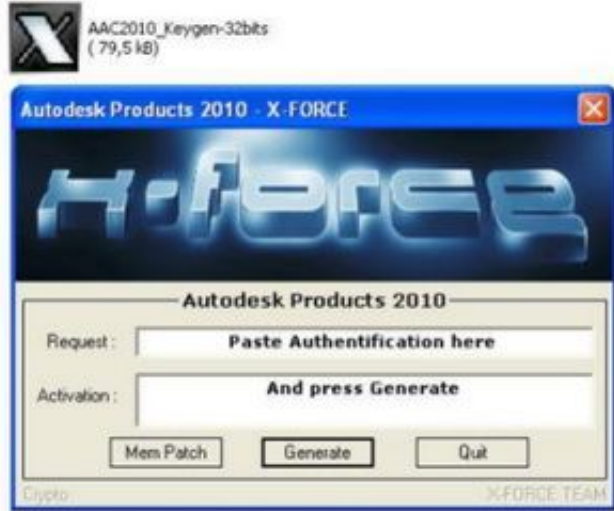 AAC2010_Keygen-32bits
(79,5 kB)
Autodesk Products 2010 - X-FORCE
X-FORCE
Autodesk Products 2010
Request :
Paste Authentification here
Activation :
And press Generate
Mem Patch
Generate
Quit
Crypto
X-FORCE TEAM